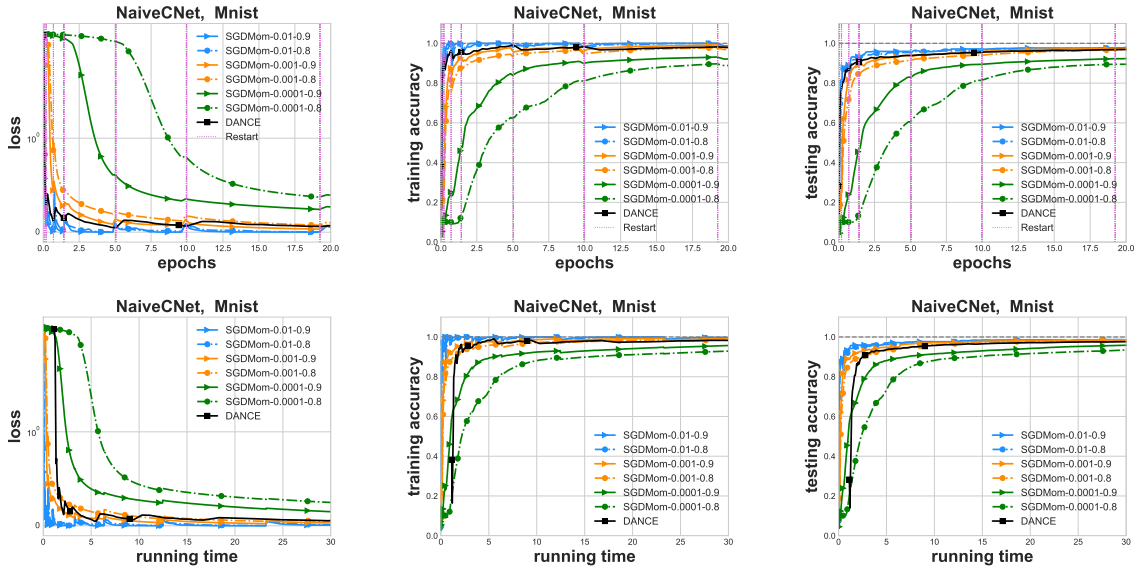 NaiveCNet, Mnist
loss
10⁰
0
0.0 2.5 5.0 7.5 10.0 12.5 15.0 17.5 20.0
epochs
SGDMom-0.01-0.9
SGDMom-0.01-0.8
SGDMom-0.001-0.9
SGDMom-0.001-0.8
SGDMom-0.0001-0.9
SGDMom-0.0001-0.8
DANCE
Restart
NaiveCNet, Mnist
training accuracy
1.0
0.8
0.6
0.4
0.2
0.0
0.0 2.5 5.0 7.5 10.0 12.5 15.0 17.5 20.0
epochs
SGDMom-0.01-0.9
SGDMom-0.01-0.8
SGDMom-0.001-0.9
SGDMom-0.001-0.8
SGDMom-0.0001-0.9
SGDMom-0.0001-0.8
DANCE
Restart
NaiveCNet, Mnist
testing accuracy
1.0
0.8
0.6
0.4
0.2
0.0
0.0 2.5 5.0 7.5 10.0 12.5 15.0 17.5 20.0
epochs
SGDMom-0.01-0.9
SGDMom-0.01-0.8
SGDMom-0.001-0.9
SGDMom-0.001-0.8
SGDMom-0.0001-0.9
SGDMom-0.0001-0.8
DANCE
Restart
NaiveCNet, Mnist
loss
10⁰
0
0 5 10 15 20 25 30
running time
SGDMom-0.01-0.9
SGDMom-0.01-0.8
SGDMom-0.001-0.9
SGDMom-0.001-0.8
SGDMom-0.0001-0.9
SGDMom-0.0001-0.8
DANCE
NaiveCNet, Mnist
training accuracy
1.0
0.8
0.6
0.4
0.2
0.0
0 5 10 15 20 25 30
running time
SGDMom-0.01-0.9
SGDMom-0.01-0.8
SGDMom-0.001-0.9
SGDMom-0.001-0.8
SGDMom-0.0001-0.9
SGDMom-0.0001-0.8
DANCE
NaiveCNet, Mnist
testing accuracy
1.0
0.8
0.6
0.4
0.2
0.0
0 5 10 15 20 25 30
running time
SGDMom-0.01-0.9
SGDMom-0.01-0.8
SGDMom-0.001-0.9
SGDMom-0.001-0.8
SGDMom-0.0001-0.9
SGDMom-0.0001-0.8
DANCE